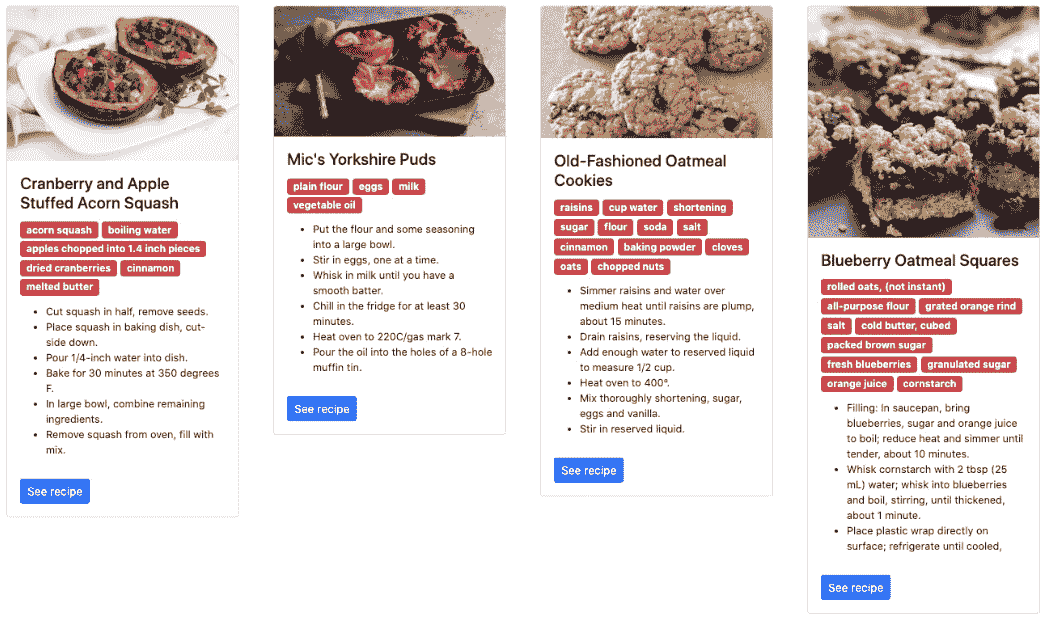 Cranberry and Apple
Stuffed Acorn Squash
acorn squash boiling water
apples chopped into 1.4 inch pieces
dried cranberries cinnamon
melted butter
Cut squash in half, remove seeds.
Place squash in baking dish, cut-
side down.
Pour 1/4-inch water into dish.
Bake for 30 minutes at 350 degrees
F.
In large bowl, combine remaining
ingredients.
Remove squash from oven, fill with
mix.
See recipe
Mic's Yorkshire Puds
plain flour eggs milk
vegetable oil
Put the flour and some seasoning
into a large bowl.
Stir in eggs, one at a time.
Whisk in milk until you have a
smooth batter.
Chill in the fridge for at least 30
minutes.
Heat oven to 220C/gas mark 7.
Pour the oil into the holes of a 8-hole
muffin tin.
See recipe
Old-Fashioned Oatmeal
Cookies
raisins cup water shortening
sugar flour soda salt
cinnamon baking powder cloves
oats chopped nuts
Simmer raisins and water over
medium heat until raisins are plump,
about 15 minutes.
Drain raisins, reserving the liquid.
Add enough water to reserved liquid
to measure 1/2 cup.
Heat oven to 400°.
Mix thoroughly shortening, sugar,
eggs and vanilla.
Stir in reserved liquid.
See recipe
Blueberry Oatmeal Squares
rolled oats, (not instant)
all-purpose flour grated orange rind
salt cold butter, cubed
packed brown sugar
fresh blueberries granulated sugar
orange juice cornstarch
Filling: In saucepan, bring
blueberries, sugar and orange juice
to boil; reduce heat and simmer until
tender, about 10 minutes.
Whisk cornstarch with 2 tbsp (25
mL) water; whisk into blueberries
and boil, stirring, until thickened,
about 1 minute.
Place plastic wrap directly on
surface; refrigerate until cooled,
See recipe